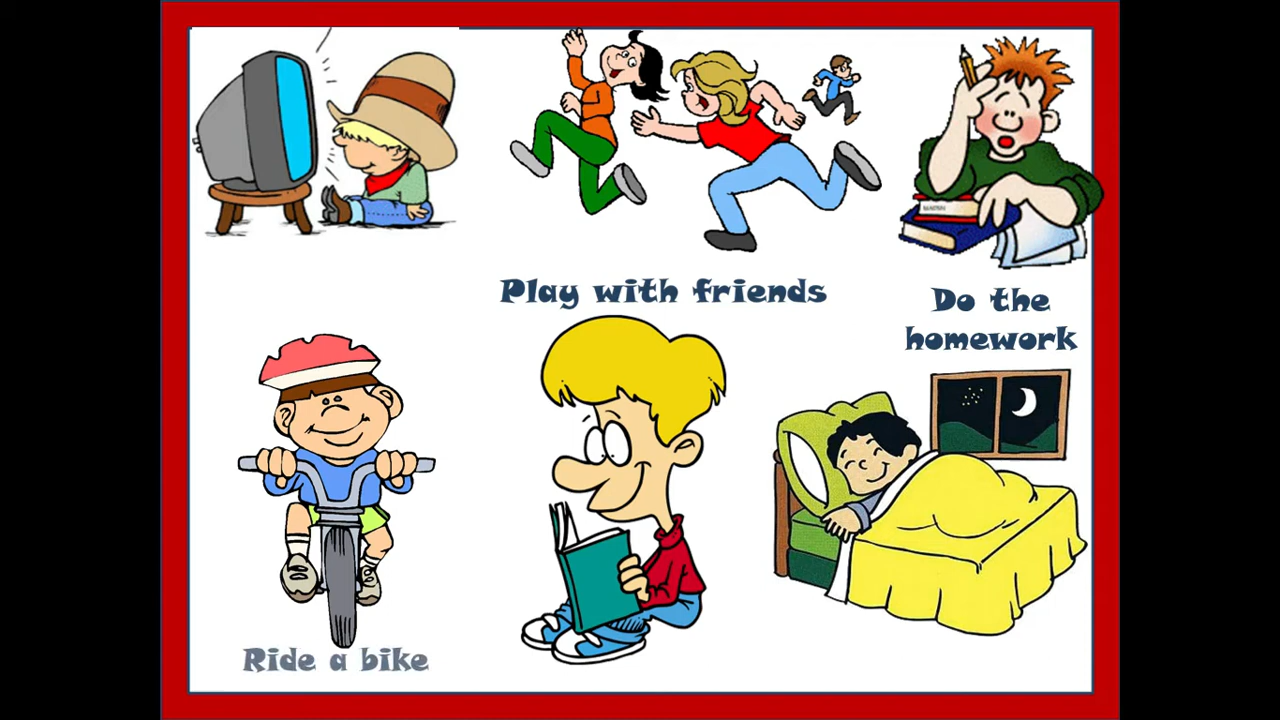 Play with friends
Do the
homework
Ride a bike